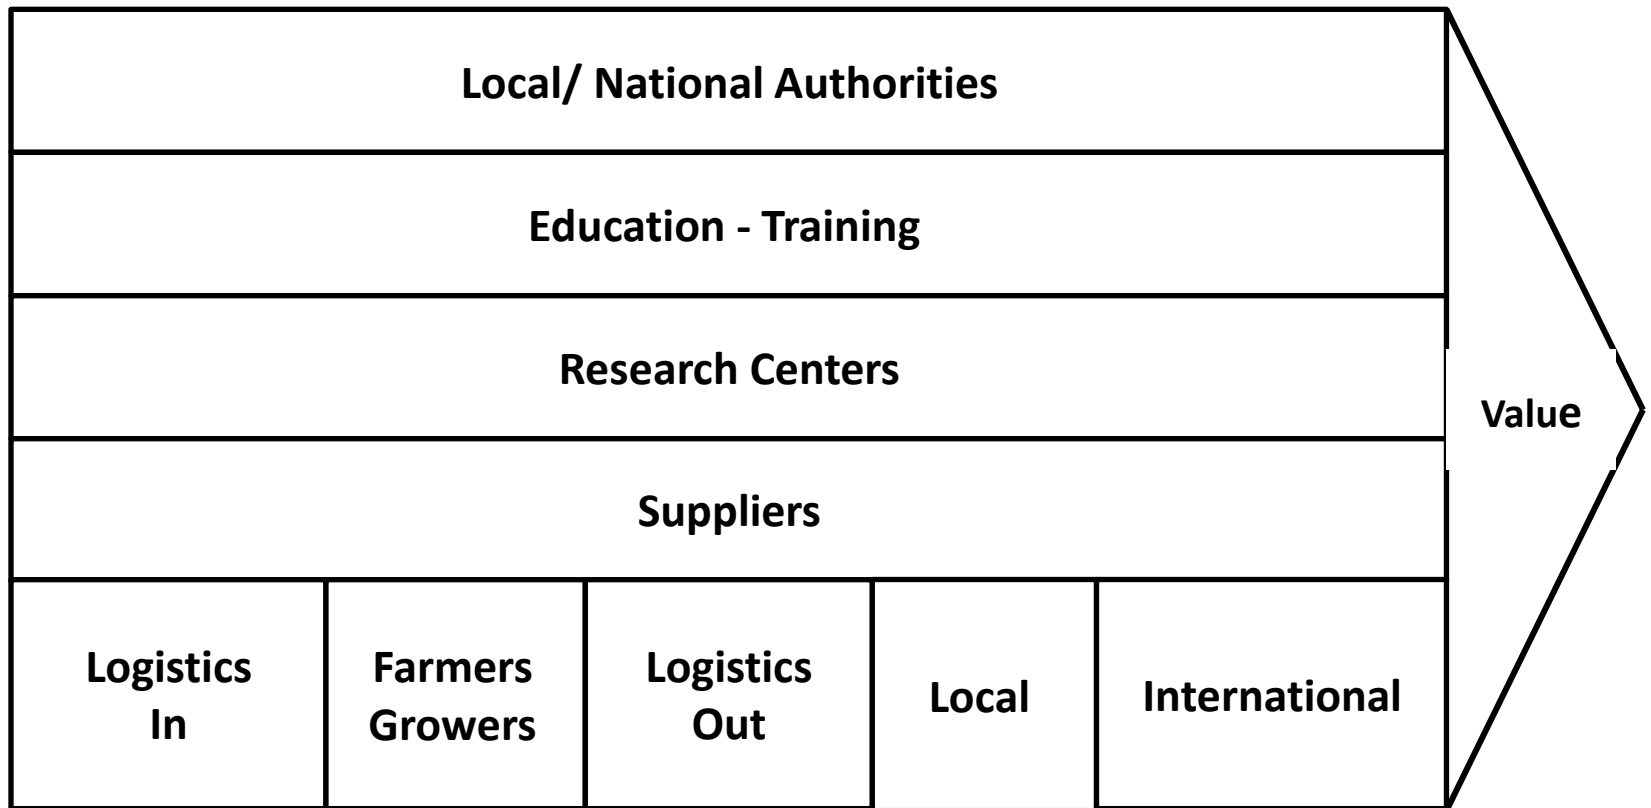 Local/ National Authorities
Education - Training
Research Centers
Value
Suppliers
Logistics
In
Farmers
Growers
Logistics
Out
Local
International